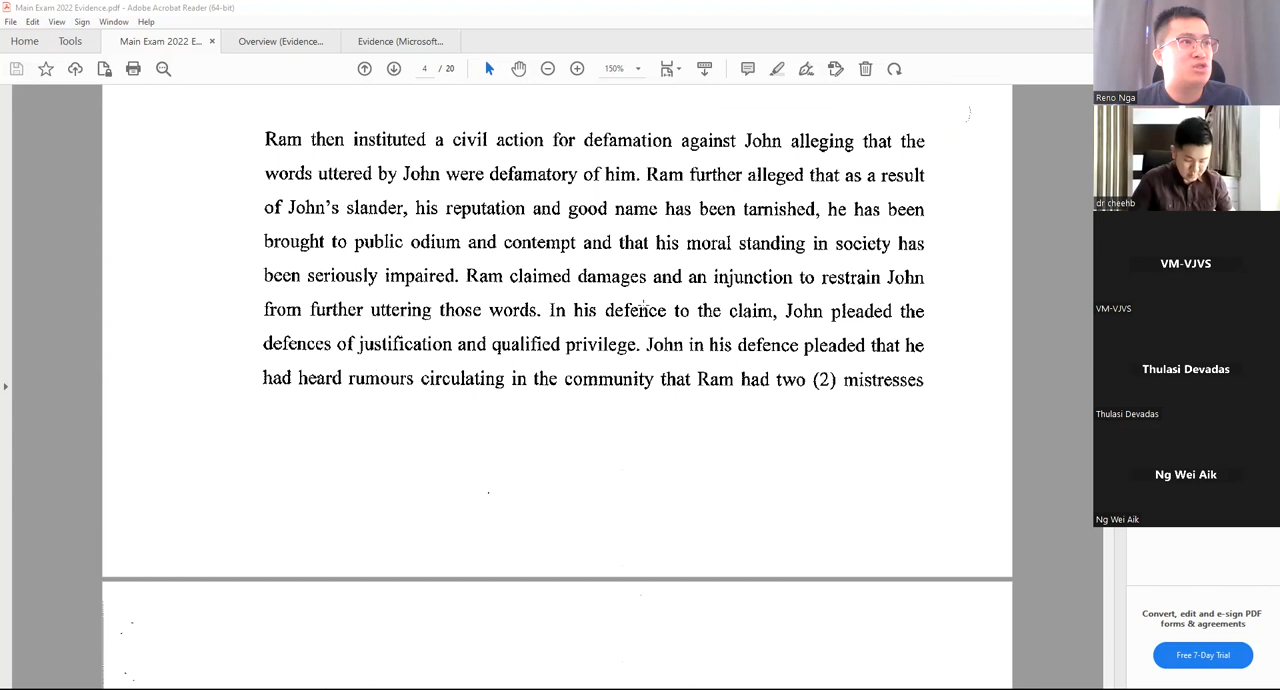 Main Exam 2022 Evidence.pdf - Adobe Acrobat Reader (64-bit)
File Edit View Sign Window Help
Home Tools Main Exam 2022 E... × Overview (Evidence... Evidence (Microsoft...
4 / 20 150%
Ram then instituted a civil action for defamation against John alleging that the
words uttered by John were defamatory of him. Ram further alleged that as a result
of John's slander, his reputation and good name has been tarnished, he has been
brought to public odium and contempt and that his moral standing in society has
been seriously impaired. Ram claimed damages and an injunction to restrain John
from further uttering those words. In his defence to the claim, John pleaded the
defences of justification and qualified privilege. John in his defence pleaded that he
had heard rumours circulating in the community that Ram had two (2) mistresses
Reno Nga
dr cheehb
VM-VJVS
VM-VJVS
Thulasi Devadas
Thulasi Devadas
Ng Wei Aik
Ng Wei Aik
Convert, edit and e-sign PDF
forms & agreements
Free 7-Day Trial